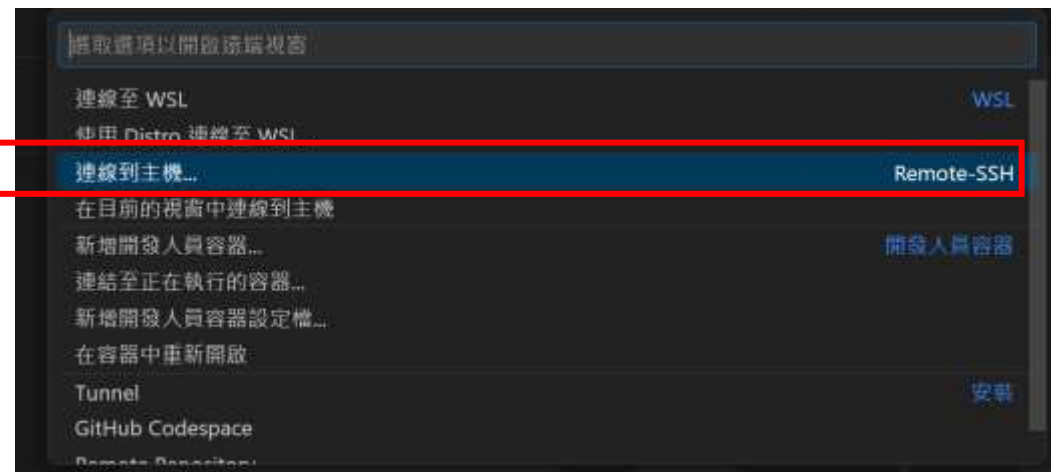 選取選項以開啟遠端視窗
連線至 WSL WSL
使用 Distro 連線至 WSL...
連線到主機... Remote-SSH
在目前的視窗中連線到主機
新增開發人員容器... 開發人員容器
連結至正在執行的容器...
新增開發人員容器設定檔...
在容器中重新開啟
Tunnel 安裝
GitHub Codespace
Remote Repository